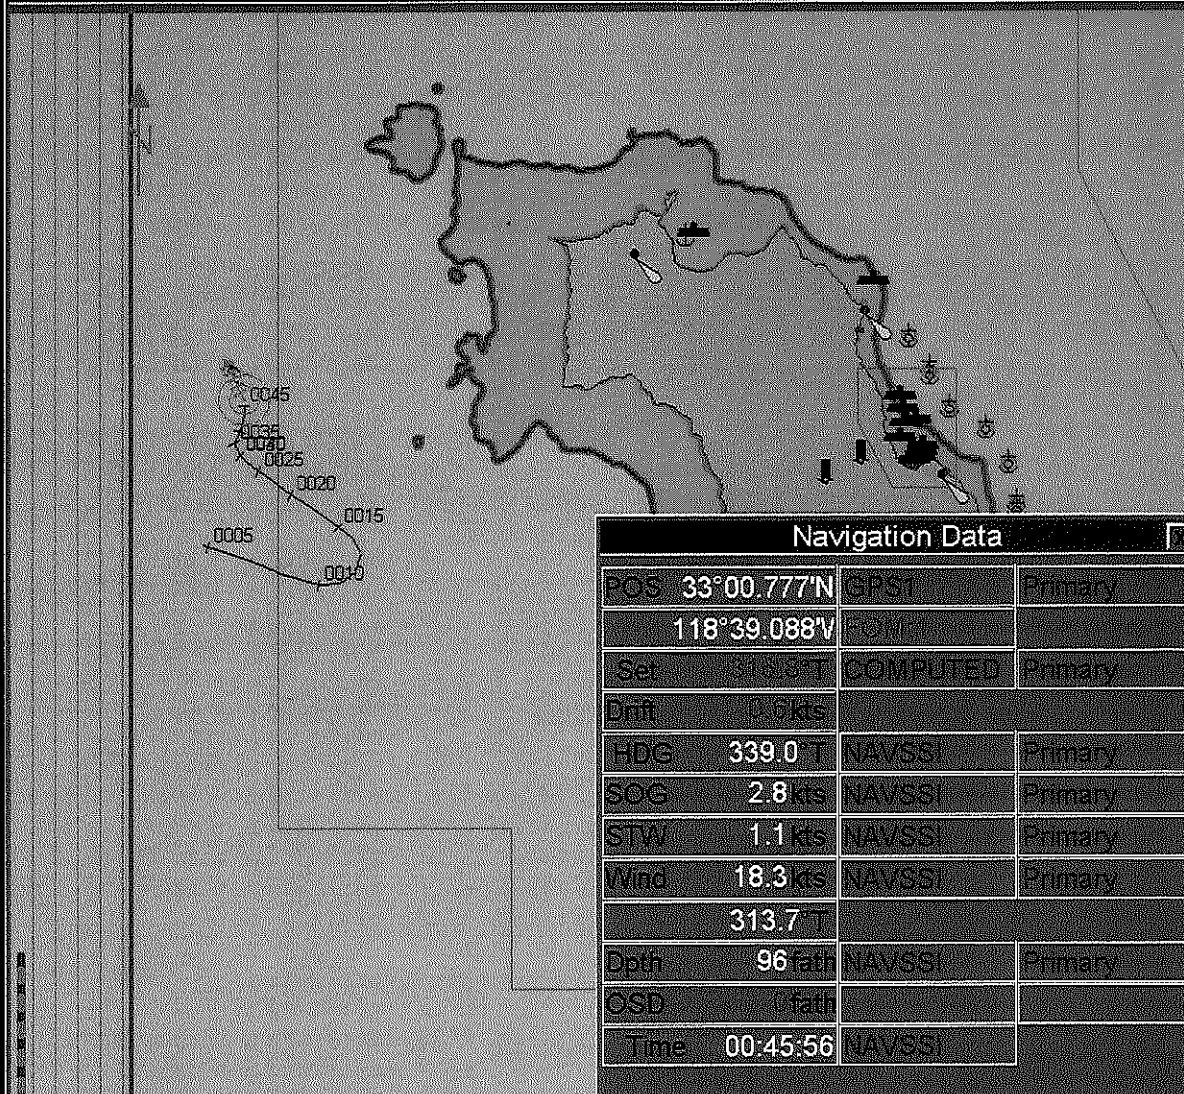 N
0045
0035
0025
0020
0015
0005
0010
Navigation Data
POS 33°00.777'N GPS1 Primary
118°39.088'W
Set °T COMPUTED Primary
Drift 0.6 kts
HDG 339.0 °T NAVSSI Primary
SOG 2.8 kts NAVSSI Primary
STW 1.1 kts NAVSSI Primary
Wind 18.3 kts NAVSSI Primary
313.7 °T
Dpth 96 fath NAVSSI Primary
OSD fath
Time 00:45:56 NAVSSI